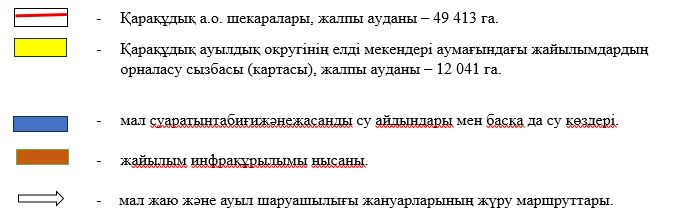 - Қарақұдық а.о. шекаралары, жалпы ауданы – 49 413 га.
- Қарақұдық ауылдық округінің елді мекендері аумағындағы жайылымдардың
орналасу сызбасы (картасы), жалпы ауданы – 12 041 га.
- мал суаратынтабиғижәнежасанды су айдындары мен басқа да су көздері.
- жайылым инфрақұрылымы нысаны.
- мал жаю және ауыл шаруашылығы жануарларының жүру маршруттары.